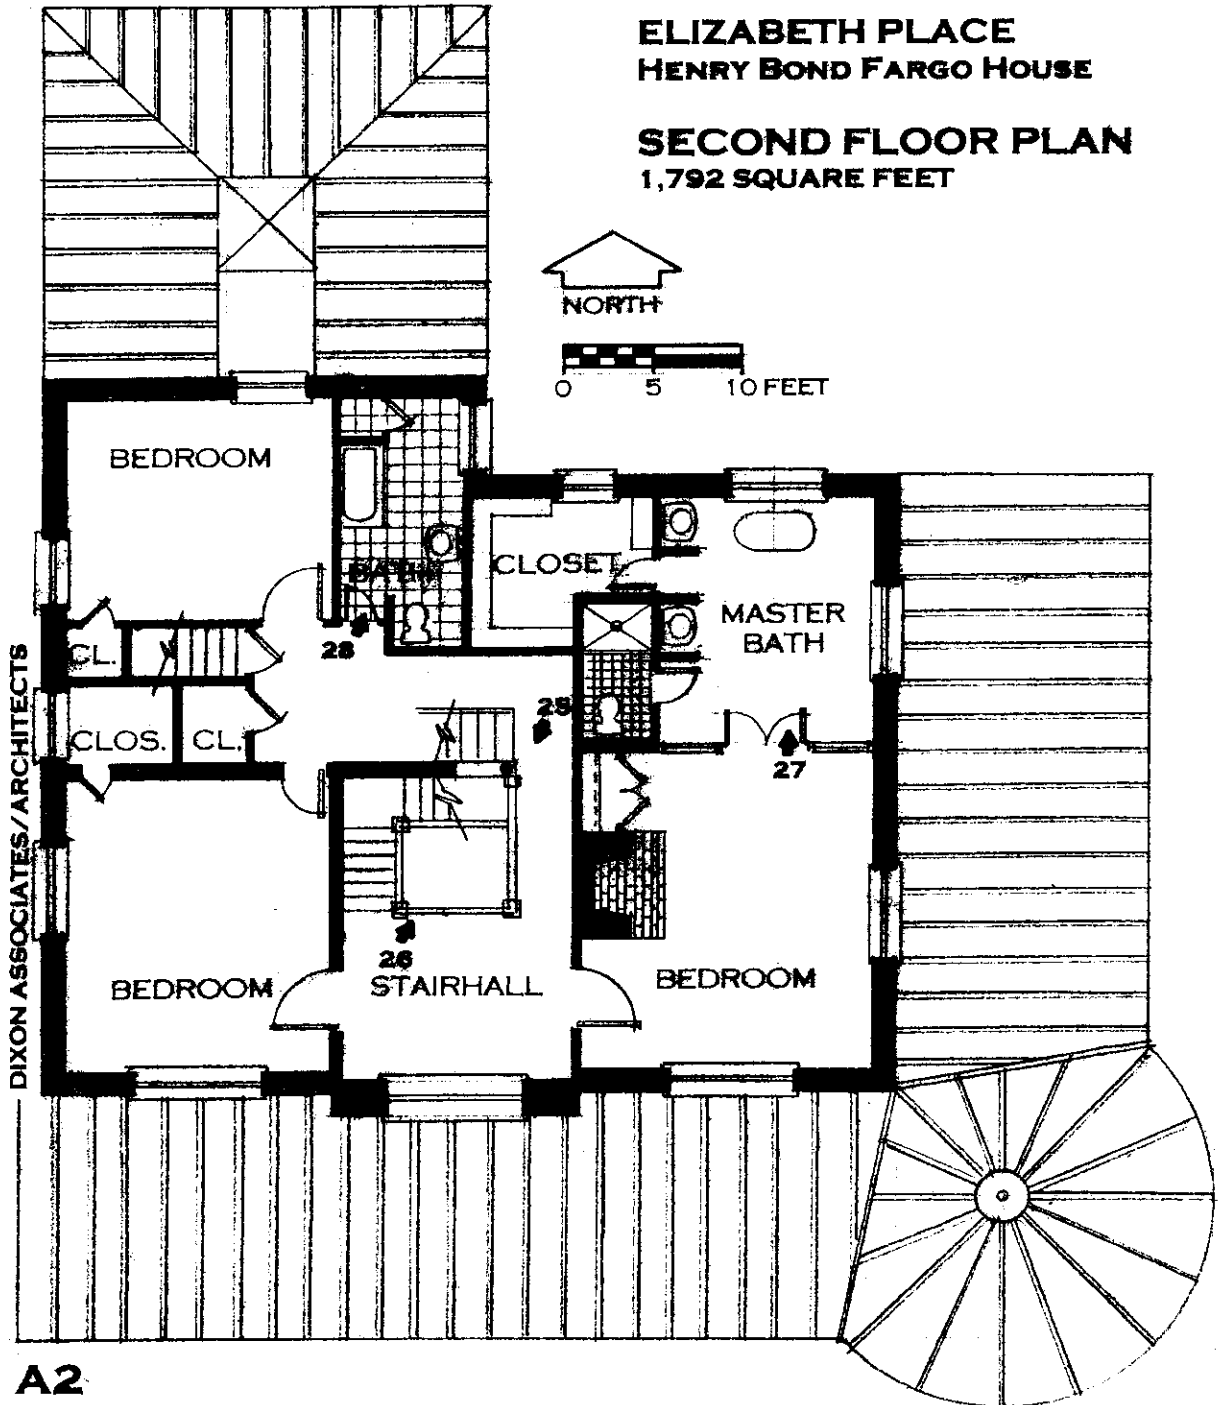 ELIZABETH PLACE
HENRY BOND FARGO HOUSE
SECOND FLOOR PLAN
1,792 SQUARE FEET
NORTH
0 5 10 FEET
BEDROOM
BATH
CLOSET
MASTER
BATH
28
CL.
25
CLOS.
CL.
27
26
BEDROOM
STAIRHALL
BEDROOM
DIXON ASSOCIATES/ARCHITECTS
A2